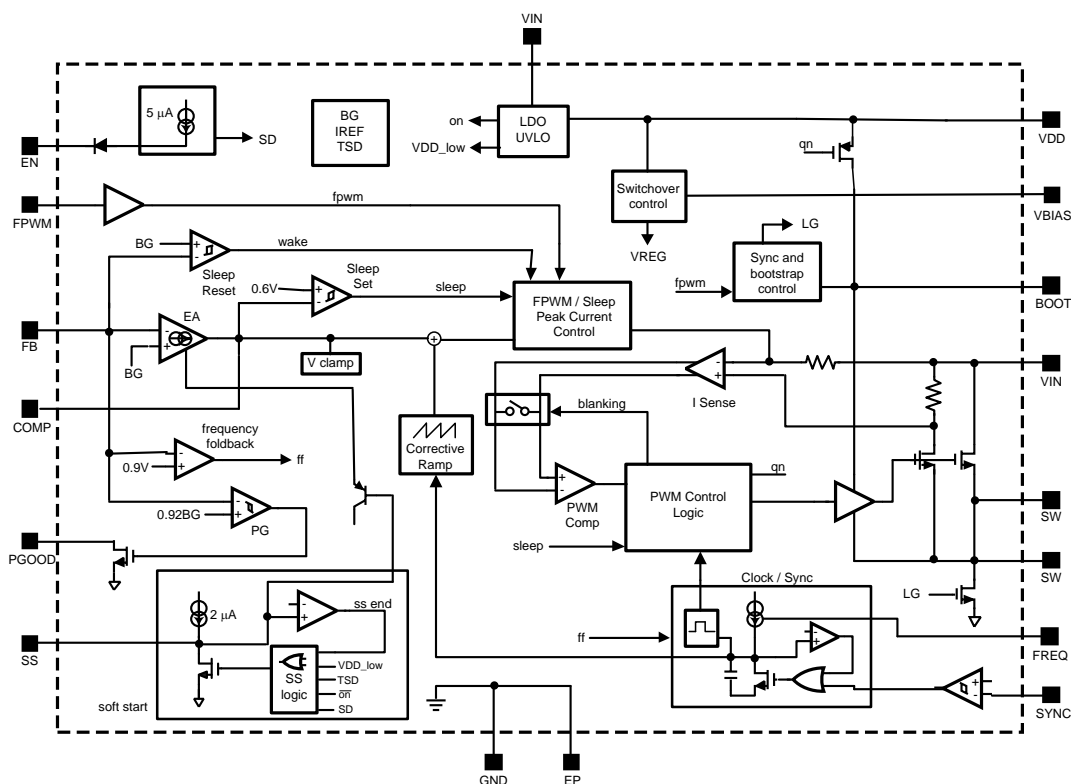 VIN
5 µA
SD
EN
BG
IREF
TSD
on
VDD_low
LDO
UVLO
VDD
qn
FPWM
fpwm
Switchover
control
VBIAS
VREG
LG
Sync and
bootstrap
control
fpwm
BOOT
BG
+
-
Sleep
Reset
wake
0.6V
+
-
Sleep
Set
sleep
FPWM / Sleep
Peak Current
Control
FB
EA
-
+
BG
V clamp
+
-
+
I Sense
VIN
COMP
blanking
frequency
foldback
-
+
0.9V
ff
Corrective
Ramp
+
-
PWM
Comp
PWM Control
Logic
qn
0.92BG
-
+
PG
SW
PGOOD
sleep
SW
Clock / Sync
LG
2 µA
-
+
ss end
ff
-
+
FREQ
SS
SS
logic
VDD_low
TSD
on
SD
soft start
+
-
SYNC
GND
EP